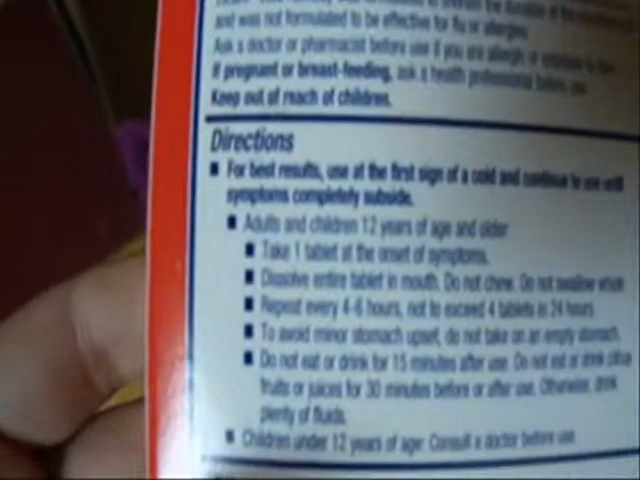 and was not formulated to be effective for flu or allergies.
Ask a doctor or pharmacist before use if you are allergic or sensitive to
If pregnant or breast-feeding, ask a health professional before use.
Keep out of reach of children.
Directions
■ For best results, use at the first sign of a cold and continue to use until
symptoms completely subside.
■ Adults and children 12 years of age and older
■ Take 1 tablet at the onset of symptoms.
■ Dissolve entire tablet in mouth. Do not chew. Do not swallow whole
■ Repeat every 4-6 hours, not to exceed 4 tablets in 24 hours
■ To avoid minor stomach upset, do not take on an empty stomach.
■ Do not eat or drink for 15 minutes after use. Do not eat or drink citrus
fruits or juices for 30 minutes before or after use. Otherwise, drink
plenty of fluids.
■ Children under 12 years of age: Consult a doctor before use